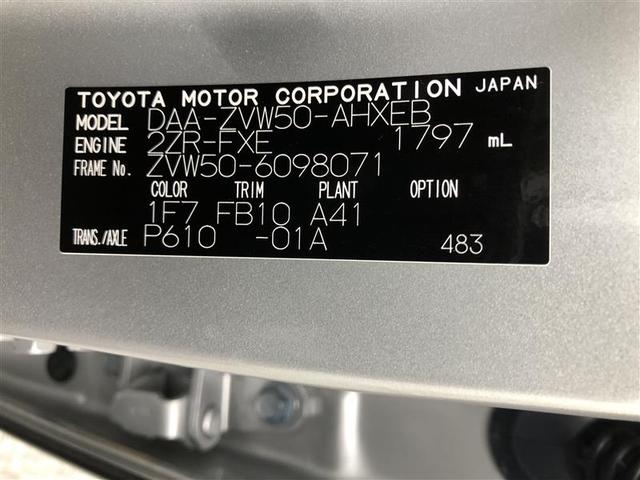 TOYOTA MOTOR CORPORATION JAPAN
MODEL DAA-ZVW50-AHXEB
ENGINE 2ZR-FXE 1797 mL
FRAME No. ZVW50-6098071
COLOR TRIM PLANT OPTION
1F7 FB10 A41
TRANS./AXLE P610 -01A 483